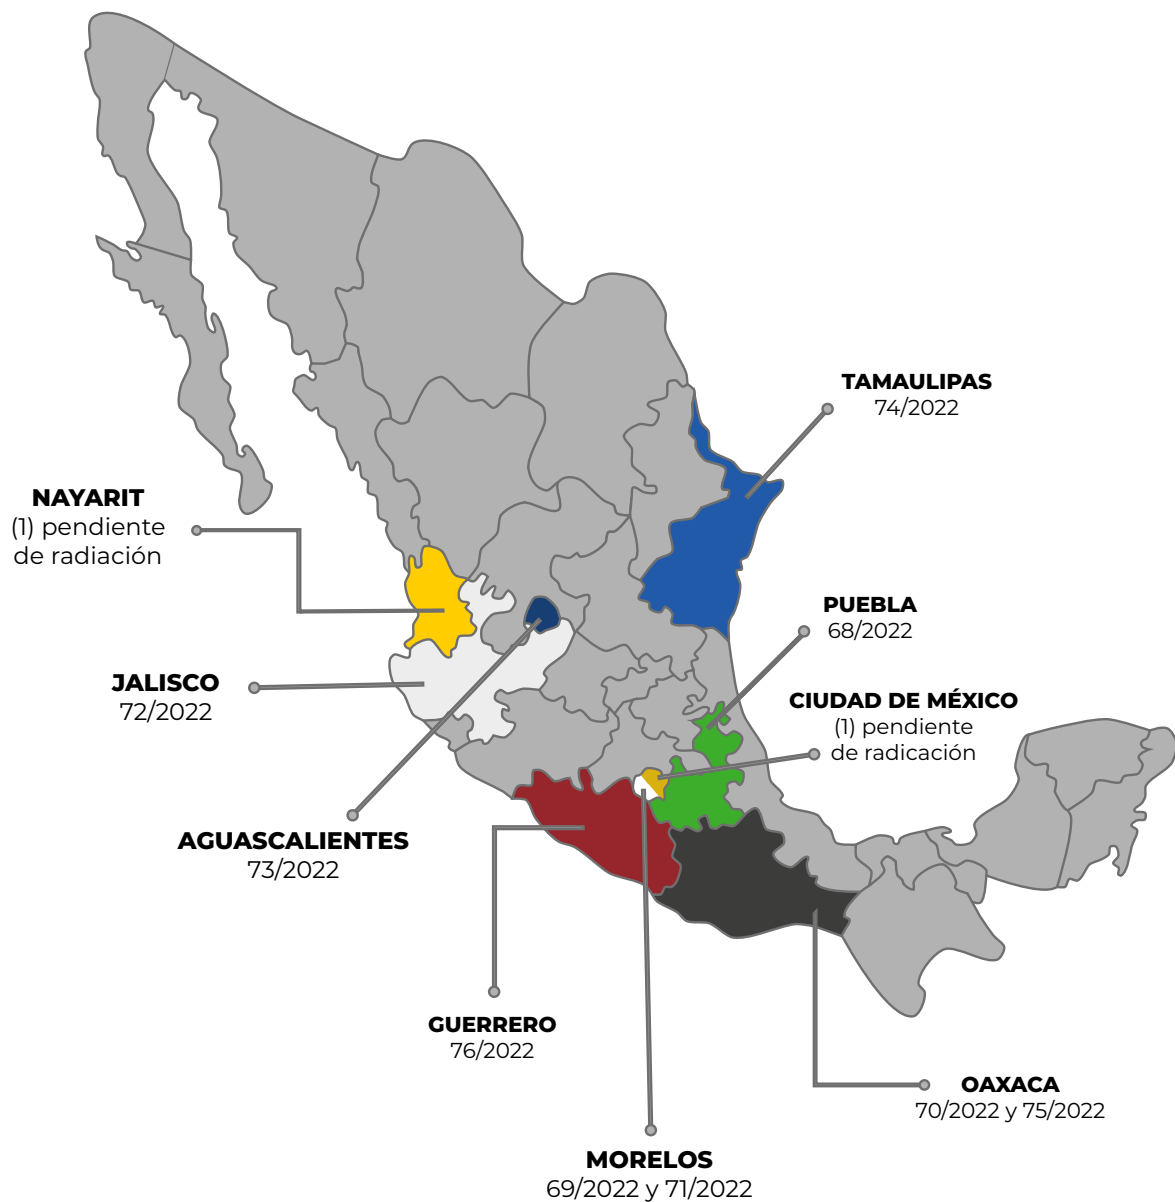 TAMAULIPAS
74/2022
NAYARIT
(1) pendiente
de radiación
PUEBLA
68/2022
JALISCO
72/2022
CIUDAD DE MÉXICO
(1) pendiente
de radicación
AGUASCALIENTES
73/2022
GUERRERO
76/2022
OAXACA
70/2022 y 75/2022
MORELOS
69/2022 y 71/2022